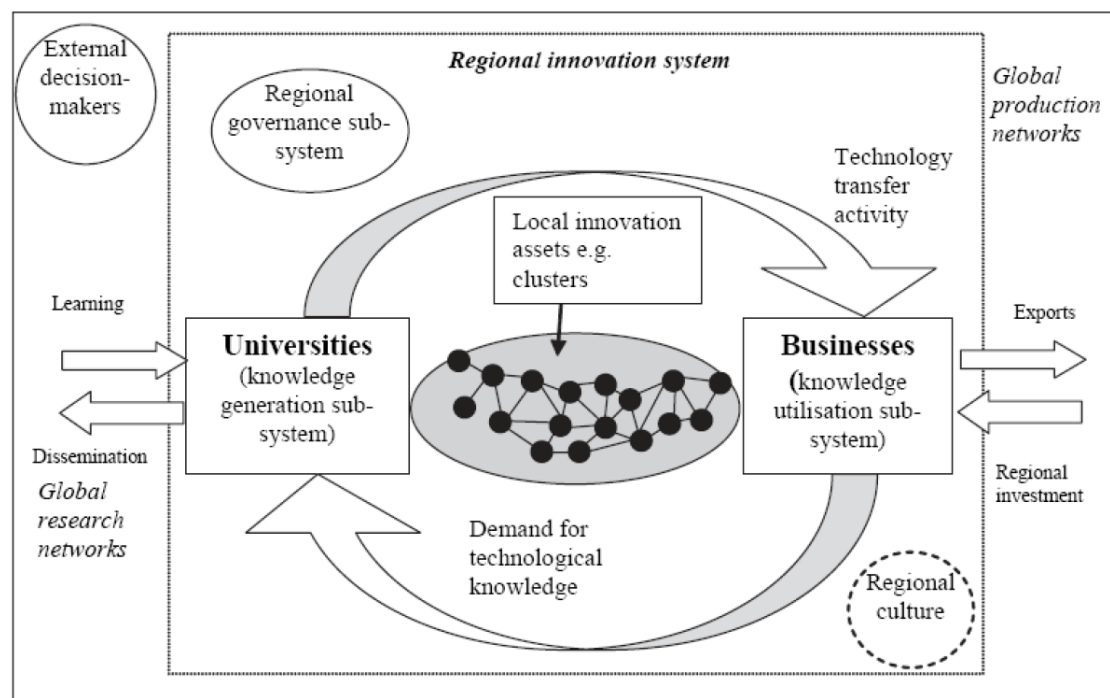 External
decision-
makers
Regional innovation system
Global
production
networks
Regional
governance sub-
system
Technology
transfer
activity
Local innovation
assets e.g.
clusters
Learning
Universities
(knowledge
generation sub-
system)
Businesses
(knowledge
utilisation sub-
system)
Exports
Dissemination
Global
research
networks
Regional
investment
Demand for
technological
knowledge
Regional
culture